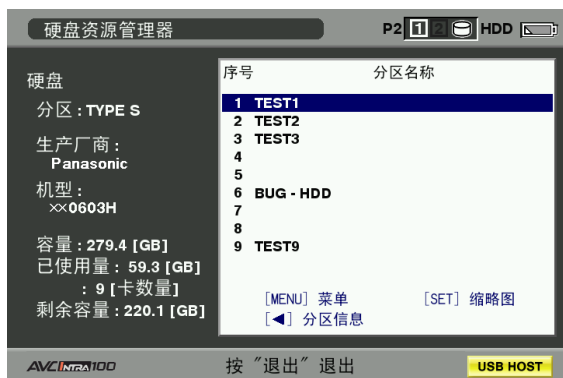 硬盘资源管理器 P2 1 2 HDD
硬盘
分区 : TYPE S
生产厂商 :
Panasonic
机型 :
××0603H
容量 : 279.4 [GB]
已使用量 : 59.3 [GB]
: 9 [卡数量]
剩余容量 : 220.1 [GB]
序号 分区名称
1 TEST1
2 TEST2
3 TEST3
4
5
6 BUG - HDD
7
8
9 TEST9
[MENU] 菜单 [SET] 缩略图
[◀] 分区信息
AVC INTRA 100 按 ″退出″ 退出 USB HOST